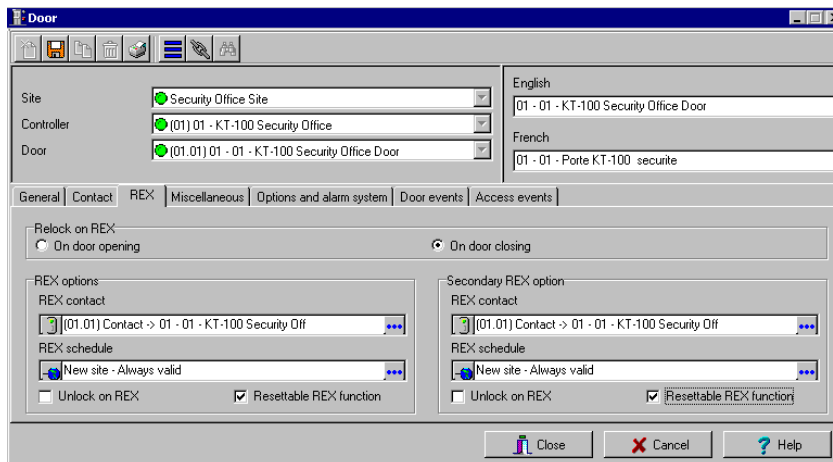 Door
Site
Security Office Site
Controller
(01) 01 - KT-100 Security Office
Door
(01.01) 01 - 01 - KT-100 Security Office Door
English
01 - 01 - KT-100 Security Office Door
French
01 - 01 - Porte KT-100 securite
General Contact REX Miscellaneous Options and alarm system Door events Access events
Relock on REX
On door opening On door closing
REX options
REX contact
(01.01) Contact -> 01 - 01 - KT-100 Security Off
REX schedule
New site - Always valid
Unlock on REX Resettable REX function
Secondary REX option
REX contact
(01.01) Contact -> 01 - 01 - KT-100 Security Off
REX schedule
New site - Always valid
Unlock on REX Resettable REX function
Close Cancel Help